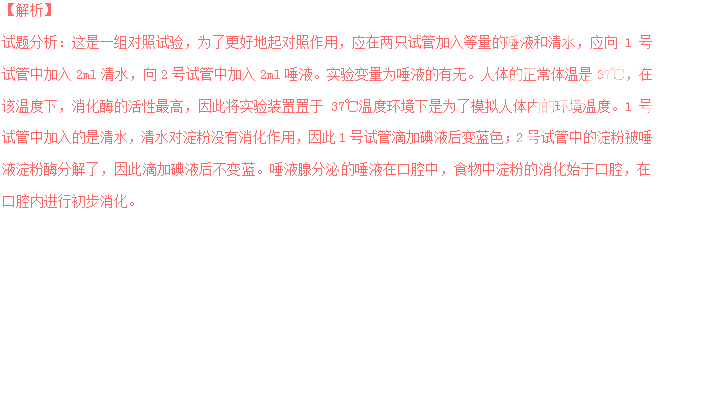 【解析】
试题分析：这是一组对照试验，为了更好地起对照作用，应在两只试管加入等量的唾液和清水，应向 1 号
试管中加入 2ml 清水，向 2 号试管中加入 2ml 唾液。实验变量为唾液的有无。人体的正常体温是 37℃，在
该温度下，消化酶的活性最高，因此将实验装置置于 37℃温度环境下是为了模拟人体内的环境温度。1 号
试管中加入的是清水，清水对淀粉没有消化作用，因此 1 号试管滴加碘液后变蓝色；2 号试管中的淀粉被唾
液淀粉酶分解了，因此滴加碘液后不变蓝。唾液腺分泌的唾液在口腔中，食物中淀粉的消化始于口腔，在
口腔内进行初步消化。